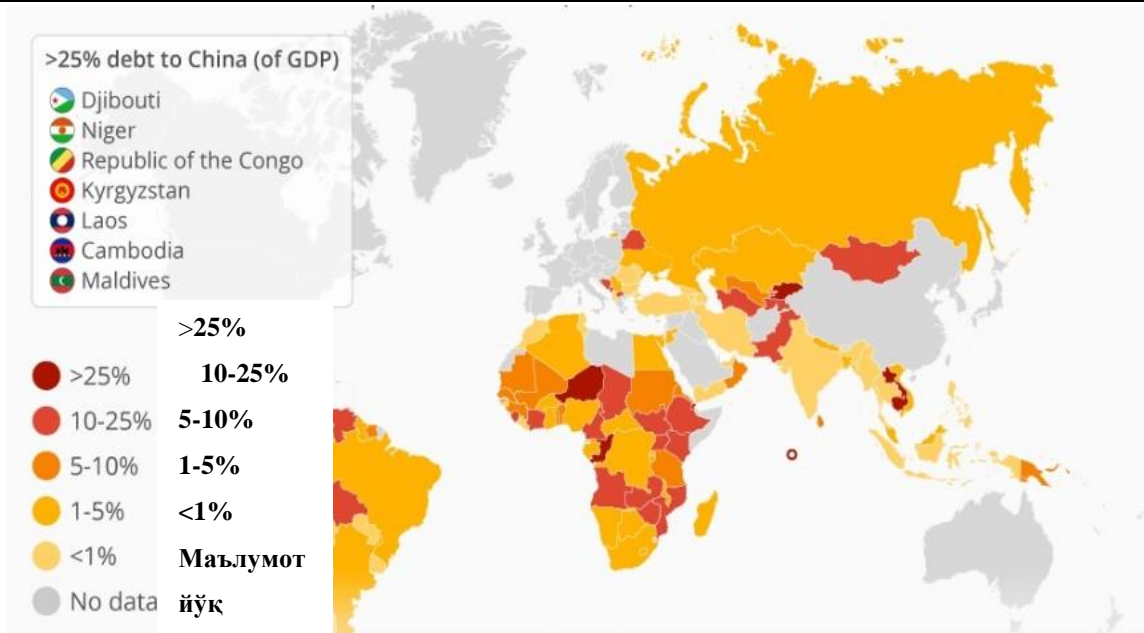 >25% debt to China (of GDP)
Djibouti
Niger
Republic of the Congo
Kyrgyzstan
Laos
Cambodia
Maldives
>25%
10-25%
5-10%
1-5%
<1%
No data
>25%
10-25%
5-10%
1-5%
<1%
Маълумот
йўқ